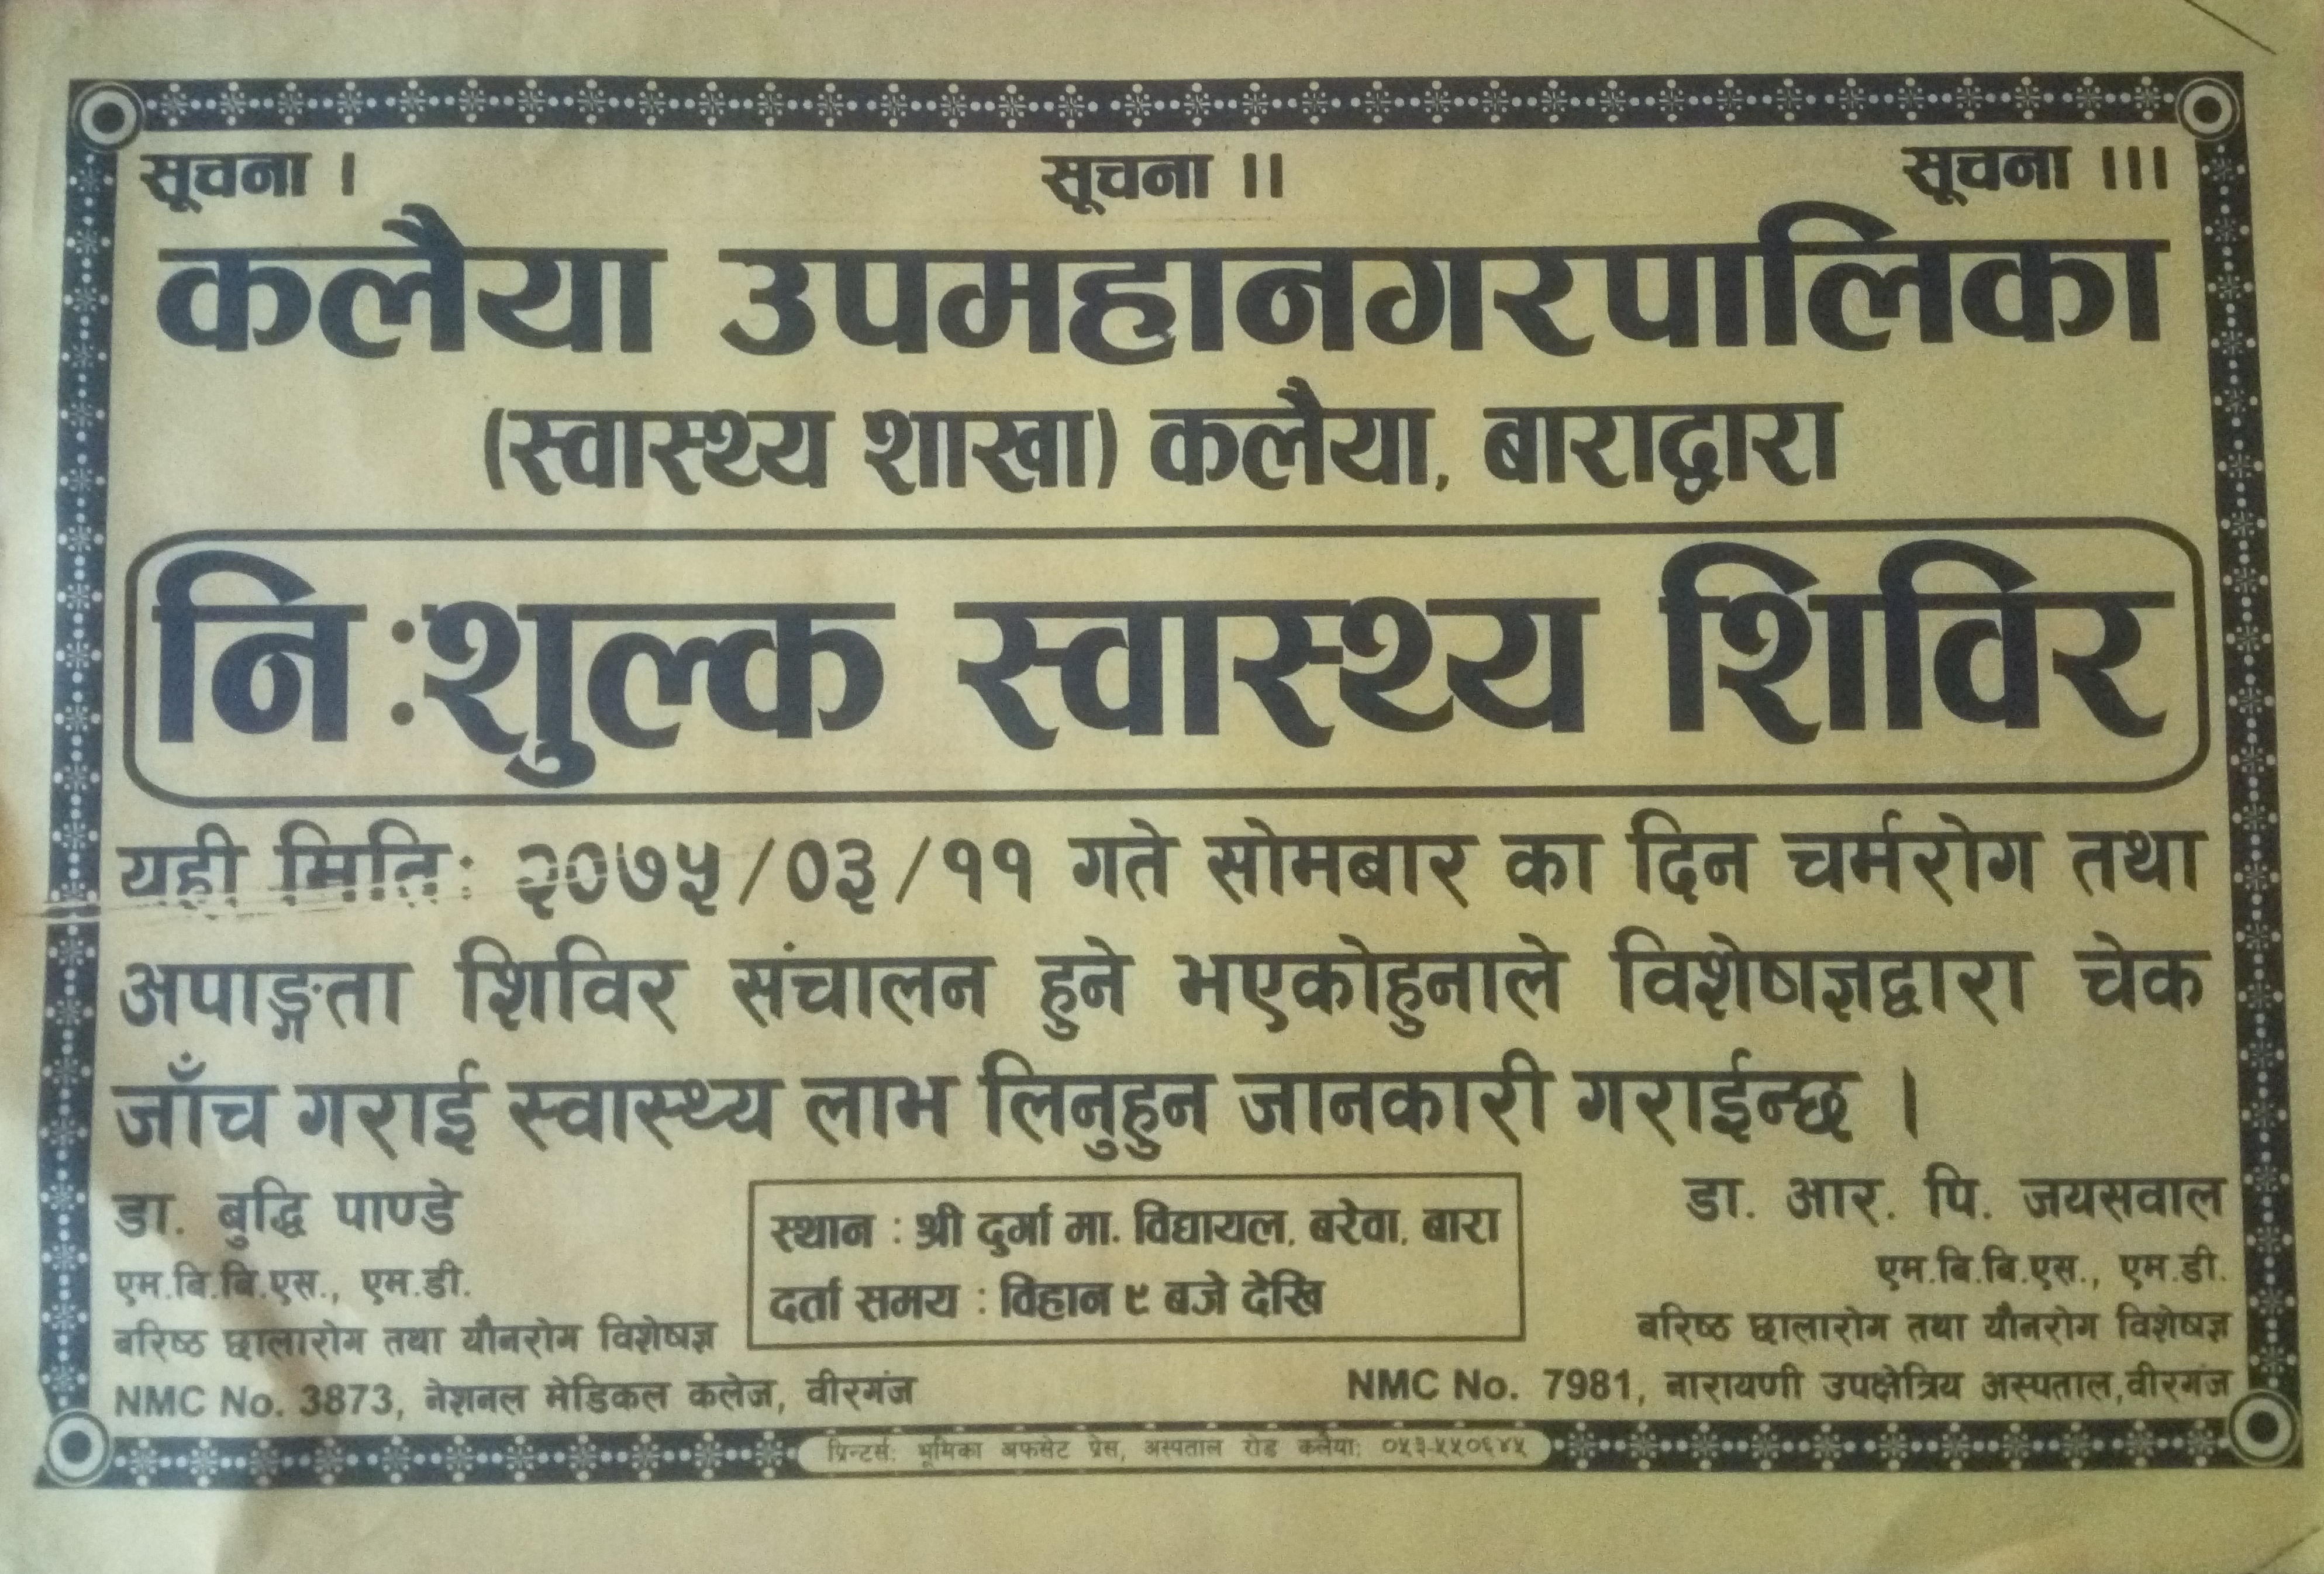 सूचना । सूचना ।। सूचना ।।।
कलैया उपमहानगरपालिका
(स्वास्थ्य शाखा) कलैया, बाराद्वारा
नि:शुल्क स्वास्थ्य शिविर
यही मिति: २०७५/०३/११ गते सोमबार का दिन चर्मरोग तथा
अपाङ्गता शिविर संचालन हुने भएकोहुनाले विशेषज्ञद्वारा चेक
जाँच गराई स्वास्थ्य लाभ लिनुहुन जानकारी गराईन्छ ।
डा. बुद्धि पाण्डे
एम.बि.बि.एस., एम.डी.
बरिष्ठ छालारोग तथा यौनरोग विशेषज्ञ
NMC No. 3873, नेशनल मेडिकल कलेज, वीरगंज
स्थान : श्री दुर्गा मा. विद्यायल, बरेवा, बारा
दर्ता समय : विहान ९ बजे देखि
डा. आर. पि. जयसवाल
एम.बि.बि.एस., एम.डी.
बरिष्ठ छालारोग तथा यौनरोग विशेषज्ञ
NMC No. 7981, नारायणी उपक्षेत्रिय अस्पताल,वीरगंज
प्रिन्टर्स: भूमिका अफसेट प्रेस, अस्पताल रोड कलैया: ०५३-५५०६४५